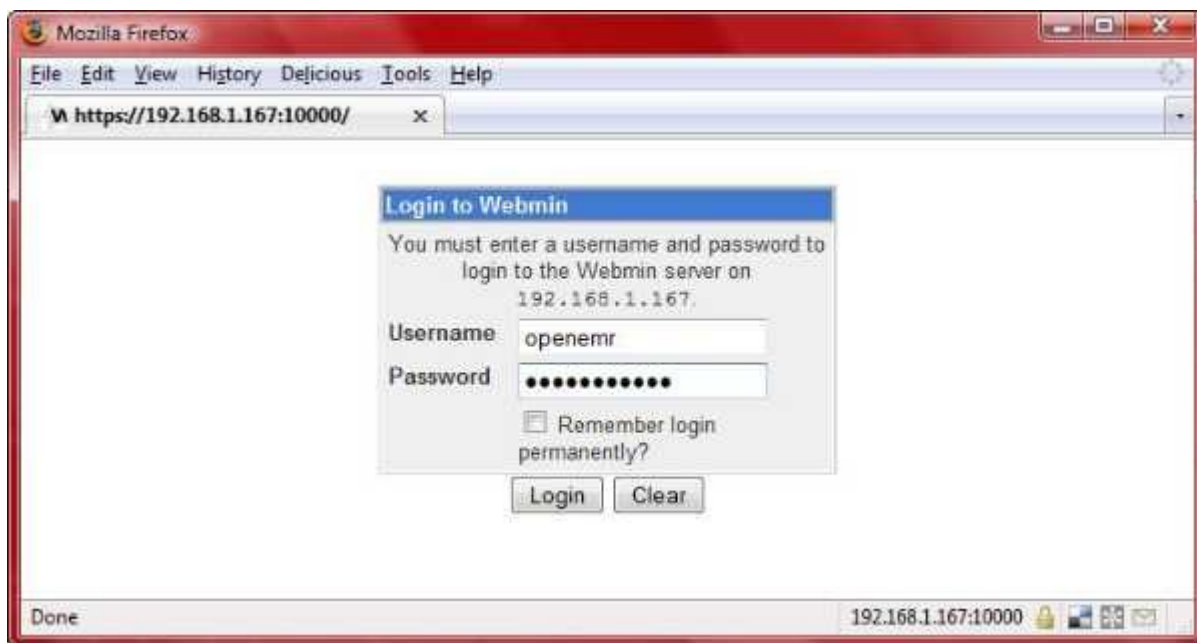 Mozilla Firefox
File Edit View History Delicious Tools Help
https://192.168.1.167:10000/
Login to Webmin
You must enter a username and password to
login to the Webmin server on
192.168.1.167.
Username openemr
Password •••••••••••
Remember login
permanently?
Login Clear
Done 192.168.1.167:10000